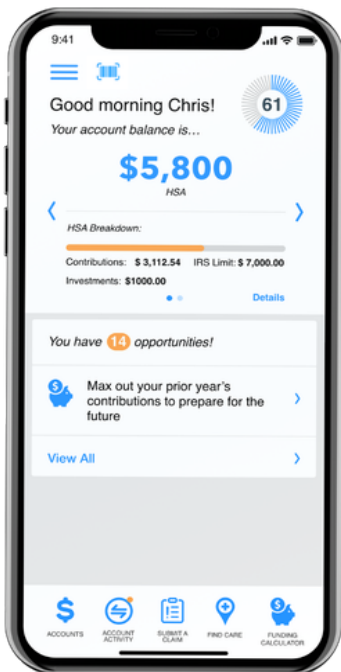 9:41
Good morning Chris!
61
Your account balance is...
$5,800
HSA
HSA Breakdown:
Contributions: $ 3,112.54 IRS Limit: $ 7,000.00
Investments: $1000.00
Details
You have 14 opportunities!
Max out your prior year's
contributions to prepare for the
future
View All
ACCOUNTS
ACCOUNT
ACTIVITY
SUBMIT A
CLAIM
FIND CARE
FUNDING
CALCULATOR